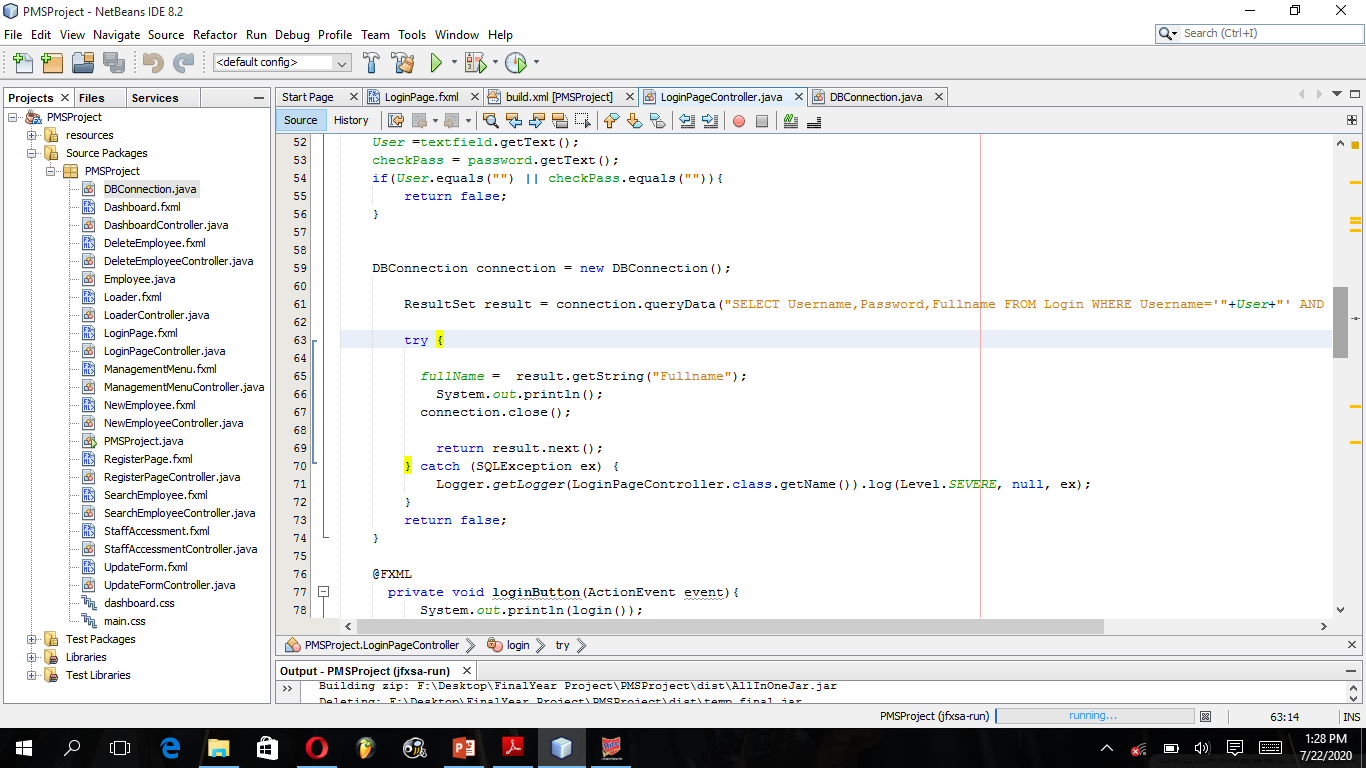 PMSProject - NetBeans IDE 8.2
File Edit View Navigate Source Refactor Run Debug Profile Team Tools Window Help
Search (Ctrl+I)
<default config>
Projects Files Services
PMSProject
resources
Source Packages
PMSProject
DBConnection.java
Dashboard.fxml
DashboardController.java
DeleteEmployee.fxml
DeleteEmployeeController.java
Employee.java
Loader.fxml
LoaderController.java
LoginPage.fxml
LoginPageController.java
ManagementMenu.fxml
ManagementMenuController.java
NewEmployee.fxml
NewEmployeeController.java
PMSProject.java
RegisterPage.fxml
RegisterPageController.java
SearchEmployee.fxml
SearchEmployeeController.java
StaffAccessment.fxml
StaffAccessmentController.java
UpdateForm.fxml
UpdateFormController.java
dashboard.css
main.css
Test Packages
Libraries
Test Libraries
Start Page LoginPage.fxml build.xml [PMSProject] LoginPageController.java DBConnection.java
Source History
52 User =textfield.getText();
53 checkPass = password.getText();
54 if(User.equals("") || checkPass.equals("")){
55 return false;
56 }
57
58
59 DBConnection connection = new DBConnection();
60
61 ResultSet result = connection.queryData("SELECT Username,Password,Fullname FROM Login WHERE Username='"+User+"' AND
62
63 try {
64
65 fullName =  result.getString("Fullname");
66 System.out.println();
67 connection.close();
68
69 return result.next();
70 } catch (SQLException ex) {
71 Logger.getLogger(LoginPageController.class.getName()).log(Level.SEVERE, null, ex);
72 }
73 return false;
74 }
75
76 @FXML
77 private void loginButton(ActionEvent event){
78 System.out.println(login());
PMSProject.LoginPageController login try
Output - PMSProject (jfxsa-run)
Building zip: F:\Desktop\FinalYear Project\PMSProject\dist\AllInOneJar.jar
Deleting: F:\Desktop\FinalYear Project\PMSProject\dist\temp_final.jar
PMSProject (jfxsa-run) running... 63:14 INS
1:28 PM
7/22/2020